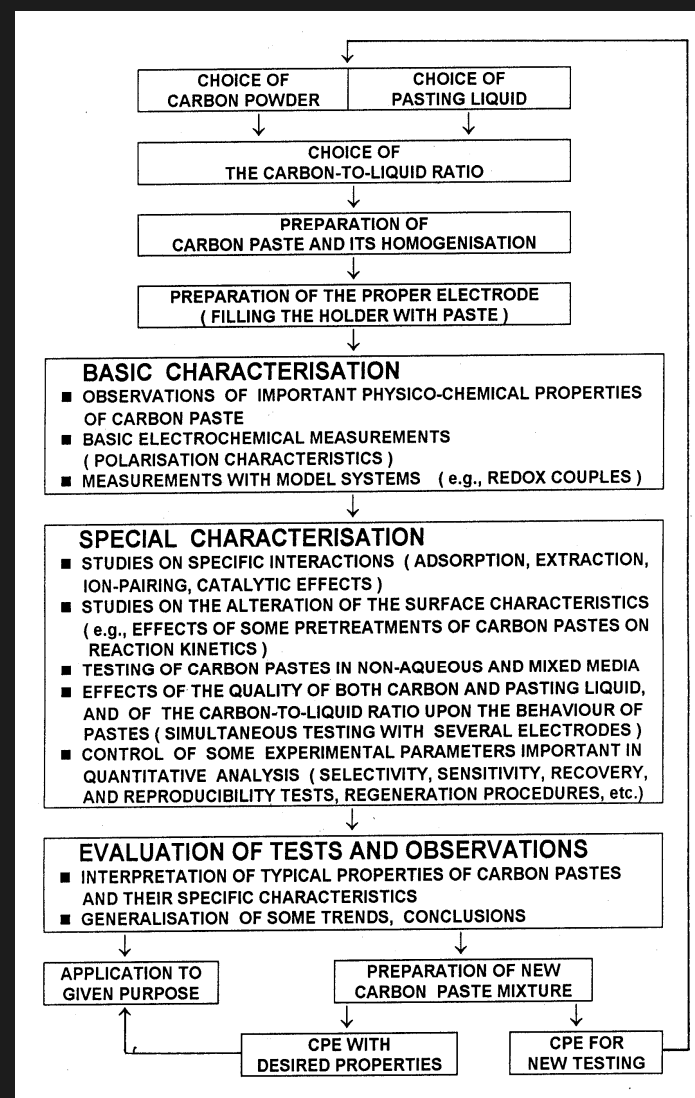 CHOICE OF
CARBON POWDER
CHOICE OF
PASTING LIQUID
CHOICE OF
THE CARBON-TO-LIQUID RATIO
PREPARATION OF
CARBON PASTE AND ITS HOMOGENISATION
PREPARATION OF THE PROPER ELECTRODE
( FILLING THE HOLDER WITH PASTE )
BASIC CHARACTERISATION
■ OBSERVATIONS OF IMPORTANT PHYSICO-CHEMICAL PROPERTIES
OF CARBON PASTE
■ BASIC ELECTROCHEMICAL MEASUREMENTS
( POLARISATION CHARACTERISTICS )
■ MEASUREMENTS WITH MODEL SYSTEMS ( e.g., REDOX COUPLES )
SPECIAL CHARACTERISATION
■ STUDIES ON SPECIFIC INTERACTIONS ( ADSORPTION, EXTRACTION,
ION-PAIRING, CATALYTIC EFFECTS )
■ STUDIES ON THE ALTERATION OF THE SURFACE CHARACTERISTICS
( e.g., EFFECTS OF SOME PRETREATMENTS OF CARBON PASTES ON
REACTION KINETICS )
■ TESTING OF CARBON PASTES IN NON-AQUEOUS AND MIXED MEDIA
■ EFFECTS OF THE QUALITY OF BOTH CARBON AND PASTING LIQUID,
AND OF THE CARBON-TO-LIQUID RATIO UPON THE BEHAVIOUR OF
PASTES ( SIMULTANEOUS TESTING WITH SEVERAL ELECTRODES )
■ CONTROL OF SOME EXPERIMENTAL PARAMETERS IMPORTANT IN
QUANTITATIVE ANALYSIS ( SELECTIVITY, SENSITIVITY, RECOVERY,
AND REPRODUCIBILITY TESTS, REGENERATION PROCEDURES, etc.)
EVALUATION OF TESTS AND OBSERVATIONS
■ INTERPRETATION OF TYPICAL PROPERTIES OF CARBON PASTES
AND THEIR SPECIFIC CHARACTERISTICS
■ GENERALISATION OF SOME TRENDS, CONCLUSIONS
APPLICATION TO
GIVEN PURPOSE
PREPARATION OF NEW
CARBON PASTE MIXTURE
CPE WITH
DESIRED PROPERTIES
CPE FOR
NEW TESTING